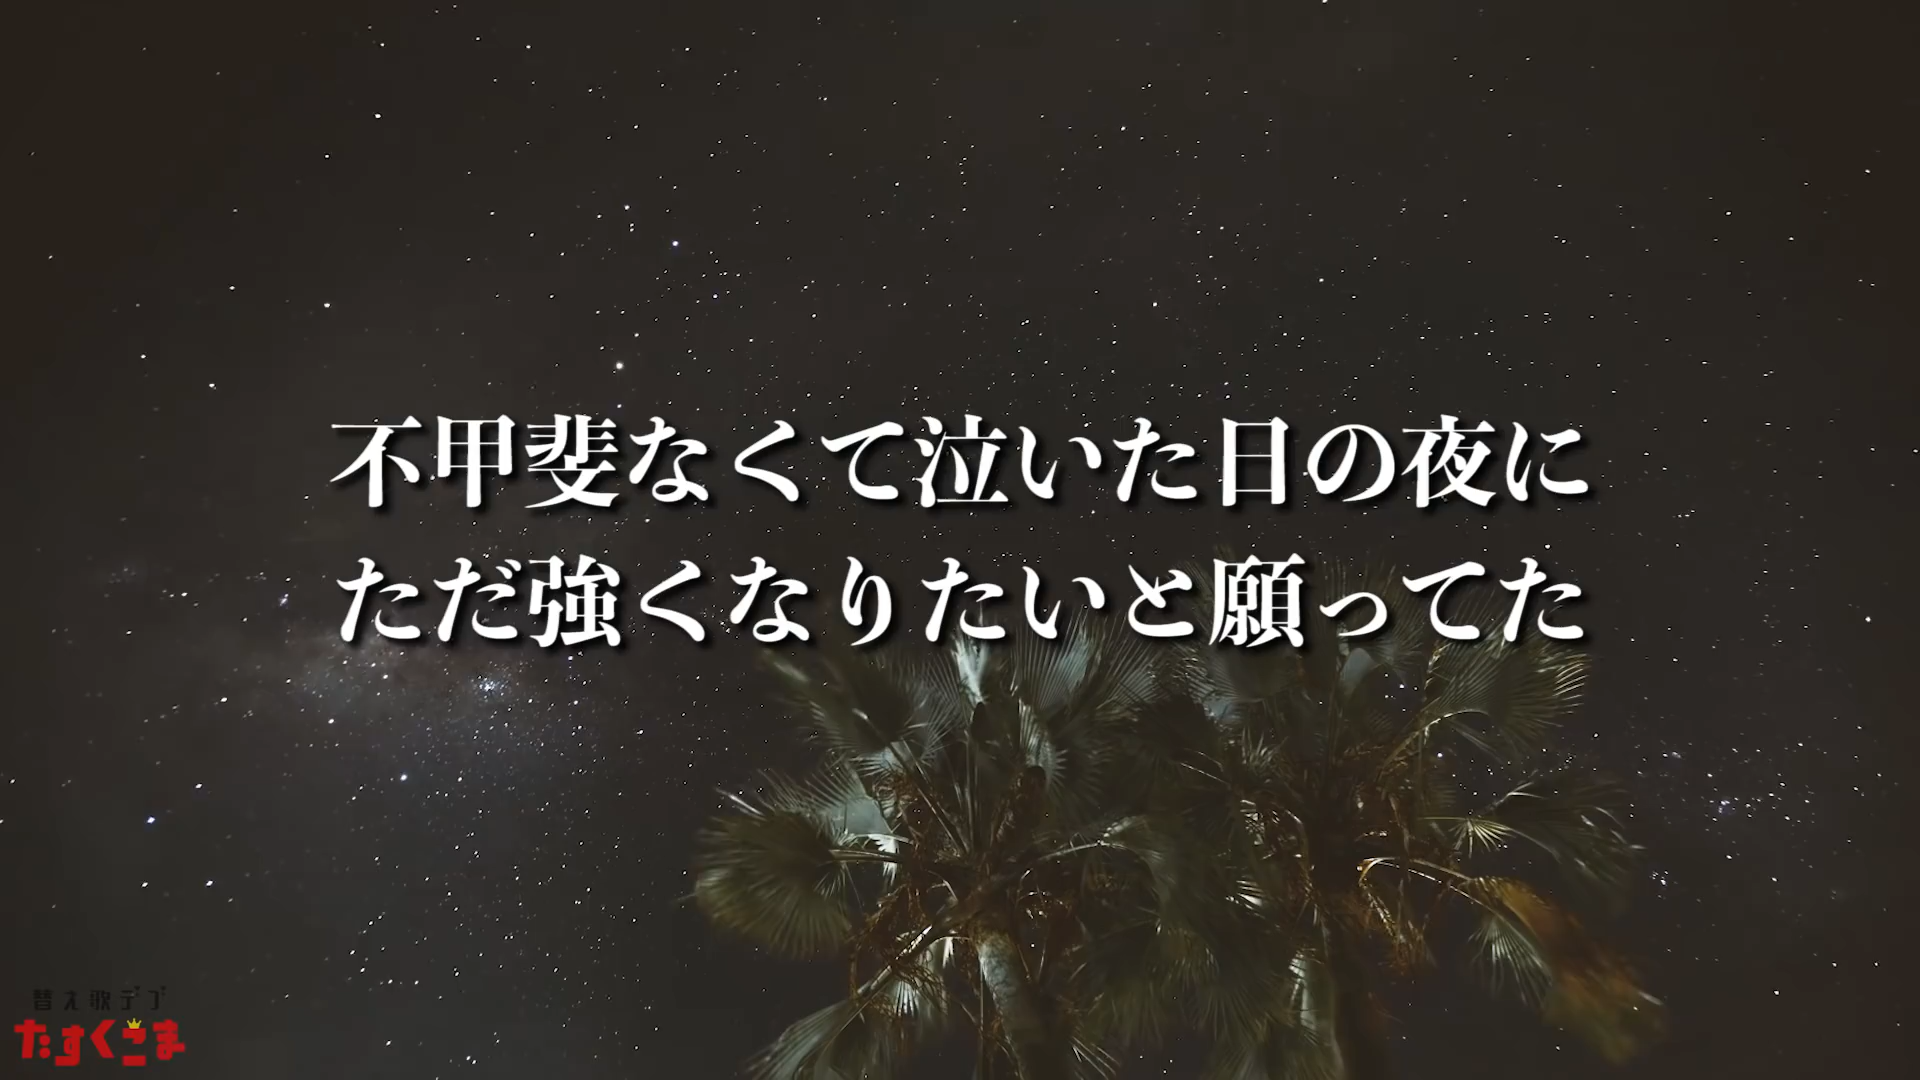 不甲斐なくて泣いた日の夜に
ただ強くなりたいと願ってた
替え歌デブ
たすくこま